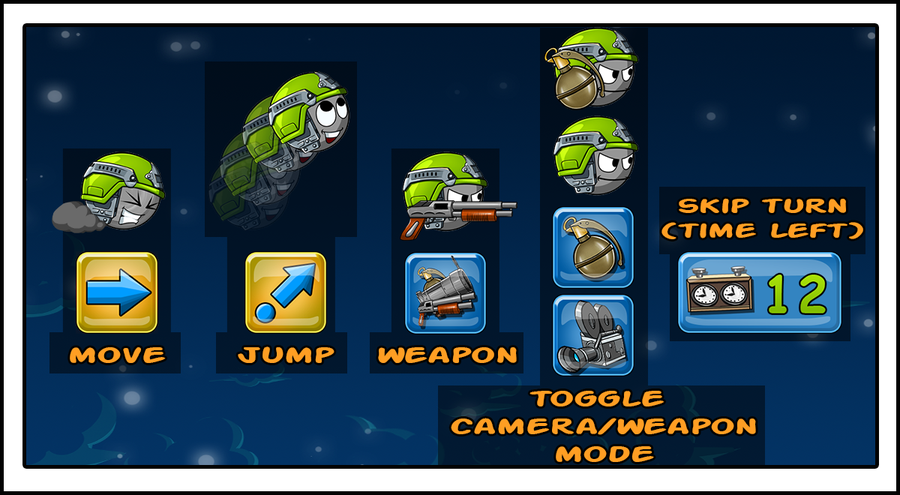 MOVE
JUMP
WEAPON
TOGGLE
CAMERA/WEAPON
MODE
SKIP TURN
(TIME LEFT)
12